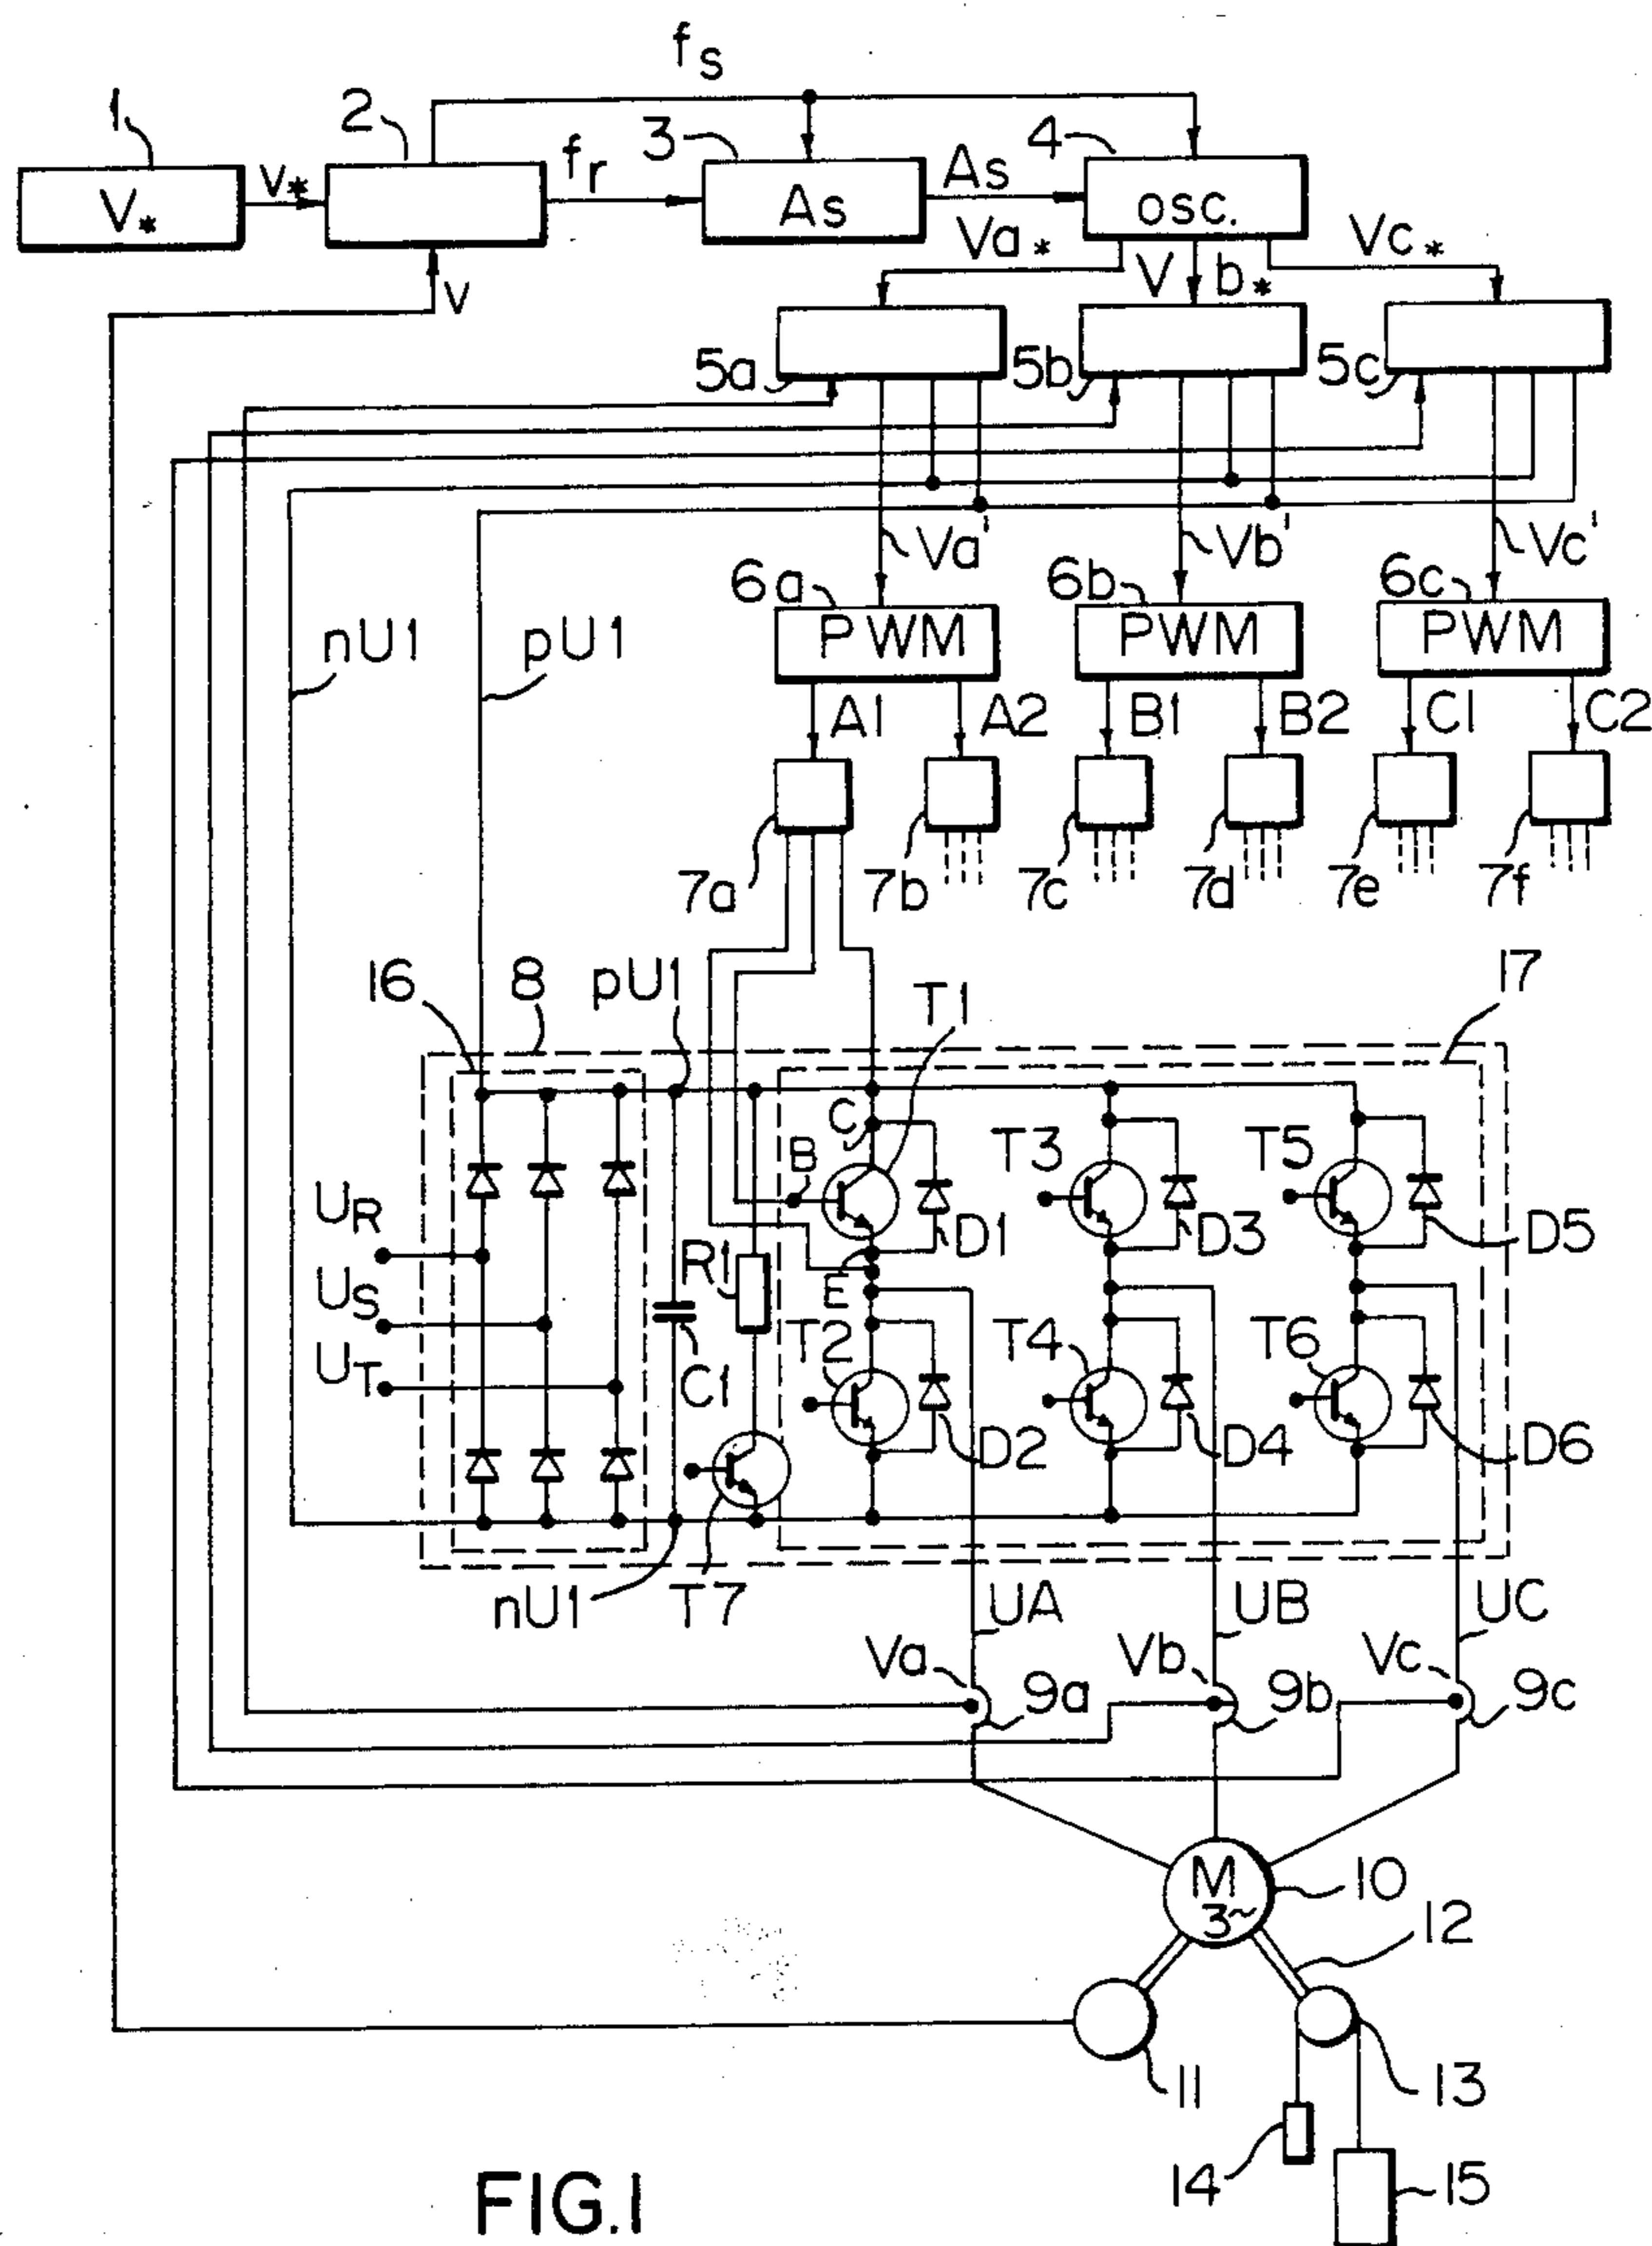 fs
1
2
3
4
V*
v*
fr
As
As
osc.
v
Va*
Vb*
Vc*
5a
5b
5c
Va'
Vb'
Vc'
6a
6b
6c
PWM
PWM
PWM
nU1
pU1
A1
A2
B1
B2
C1
C2
7a
7b
7c
7d
7e
7f
16
8
pU1
T1
17
C
B
T3
T5
UR
US
UT
R1
D1
D3
D5
E
T2
T4
T6
C1
D2
D4
D6
nU1
T7
UA
UB
UC
Va
Vb
Vc
9a
9b
9c
M
3~
10
12
11
13
14
15
FIG.1